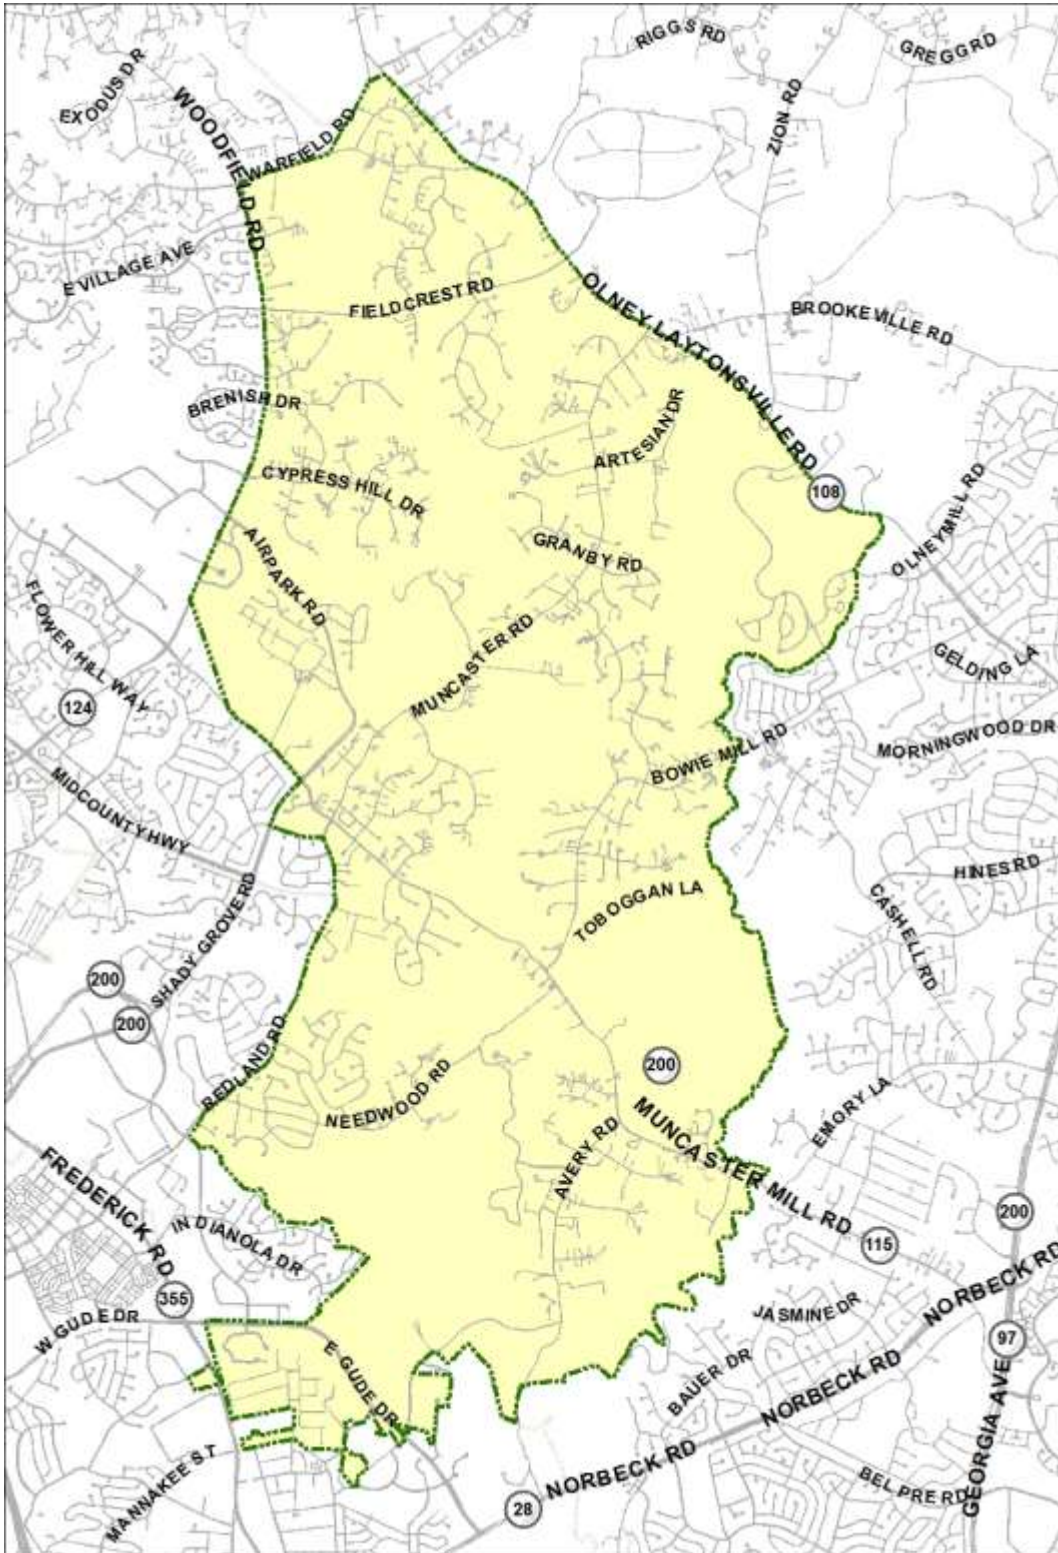 RIGGS RD
GREGG RD
EXODUS DR
WOODFIELD RD
WARFIELD RD
ZION RD
E VILLAGE AVE
FIELDCREST RD
OLNEY LAYTONSVILLE RD
BROOKEVILLE RD
BRENISH DR
ARTESIAN DR
CYPRESS HILL DR
108
OLNEY MILL RD
AIRPARK RD
GRANBY RD
FLOWER HILL WAY
MUNCASTER RD
GELDING LA
124
BOWIE MILL RD
MORNINGWOOD DR
MIDCOUNTY HWY
HINES RD
TOBOGGAN LA
SHADY GROVE RD
CASHELL RD
200
200
REDLAND RD
NEEDWOOD RD
200
EMORY LA
AVERY RD
MUNCASTER MILL RD
FREDERICK RD
INDIANOLA DR
200
115
NORBECK RD
355
W GUDE DR
JASMINE DR
97
E GUDE DR
BAUER DR
NORBECK RD
GEORGIA AVE
MANNAKEE ST
NORBECK RD
BEL PRE RD
28